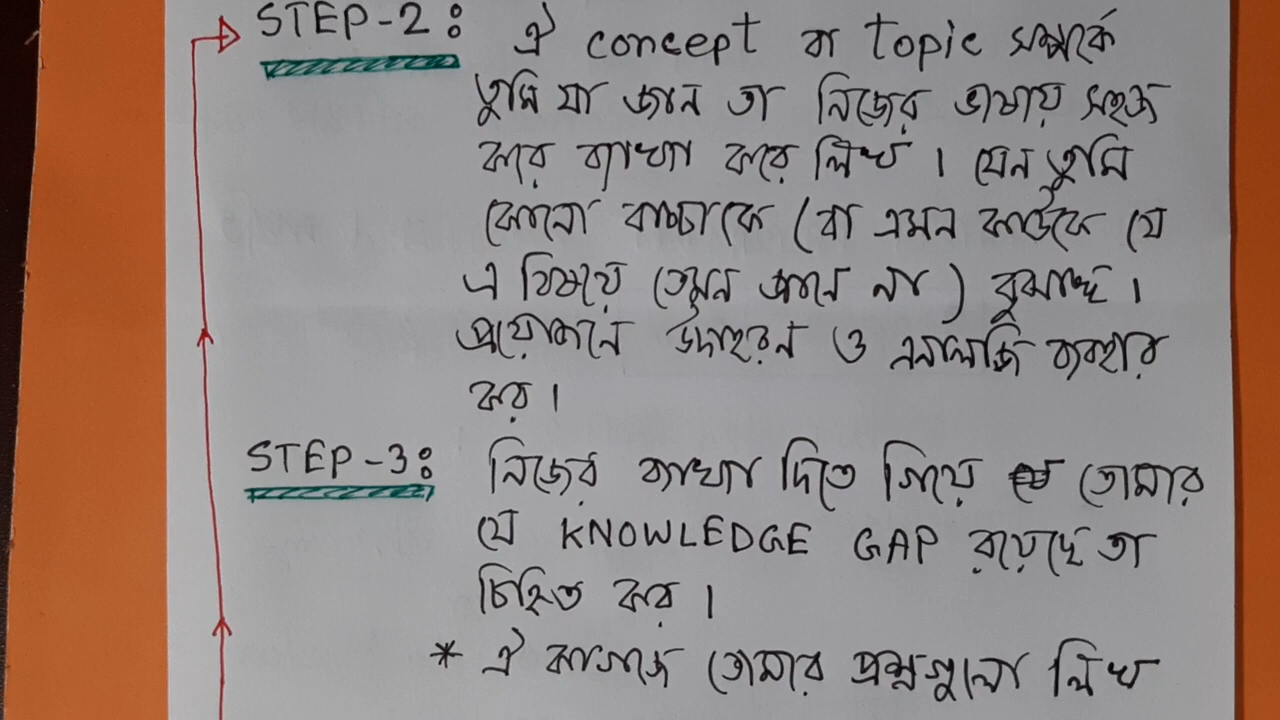 STEP-2: ঐ concept বা topic সম্পর্কে
তুমি যা জান তা নিজের ভাষায় সহজ
করে ব্যাখা করে লিখ । যেন তুমি
কোনো বাচ্চাকে (বা এমন কাউকে যে
এ বিষয়ে তেমন জানে না) বুঝাচ্ছ ।
প্রয়োজনে উদাহরন ও এনালজি ব্যবহার
কর ।
STEP-3: নিজের ব্যাখা দিতে গিয়ে তোমার
যে KNOWLEDGE GAP রয়েছে তা
চিহ্নিত কর ।
* ঐ কাগজে তোমার প্রশ্নগুলো লিখ